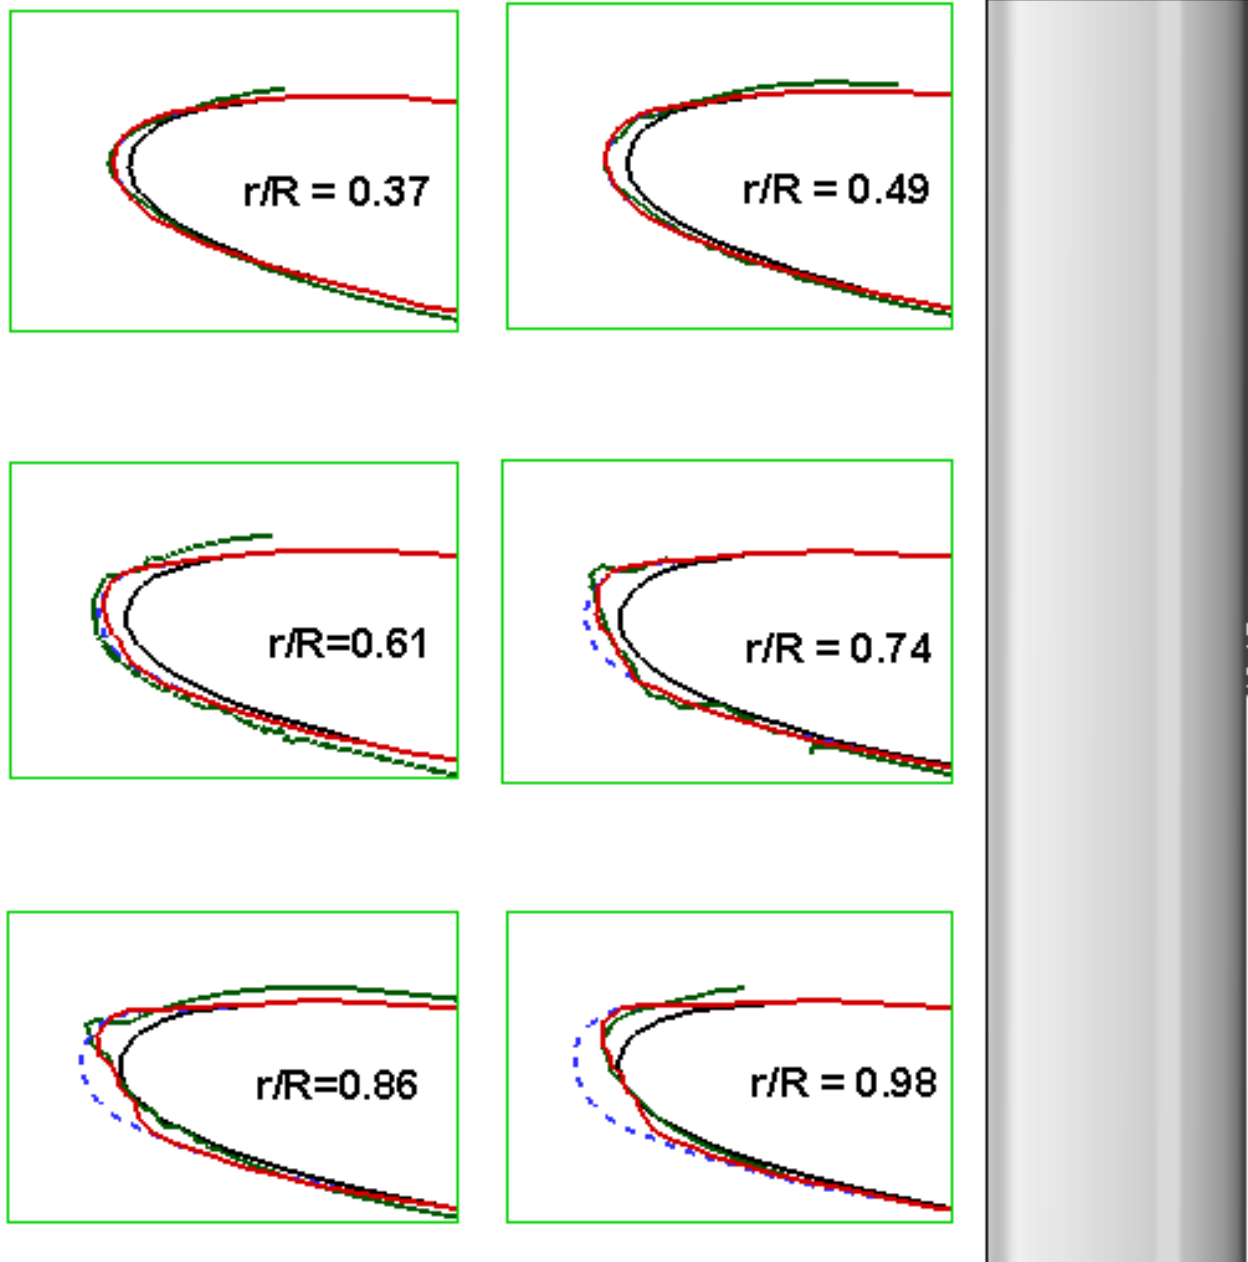 r/R = 0.37
r/R = 0.49
r/R=0.61
r/R = 0.74
r/R=0.86
r/R = 0.98